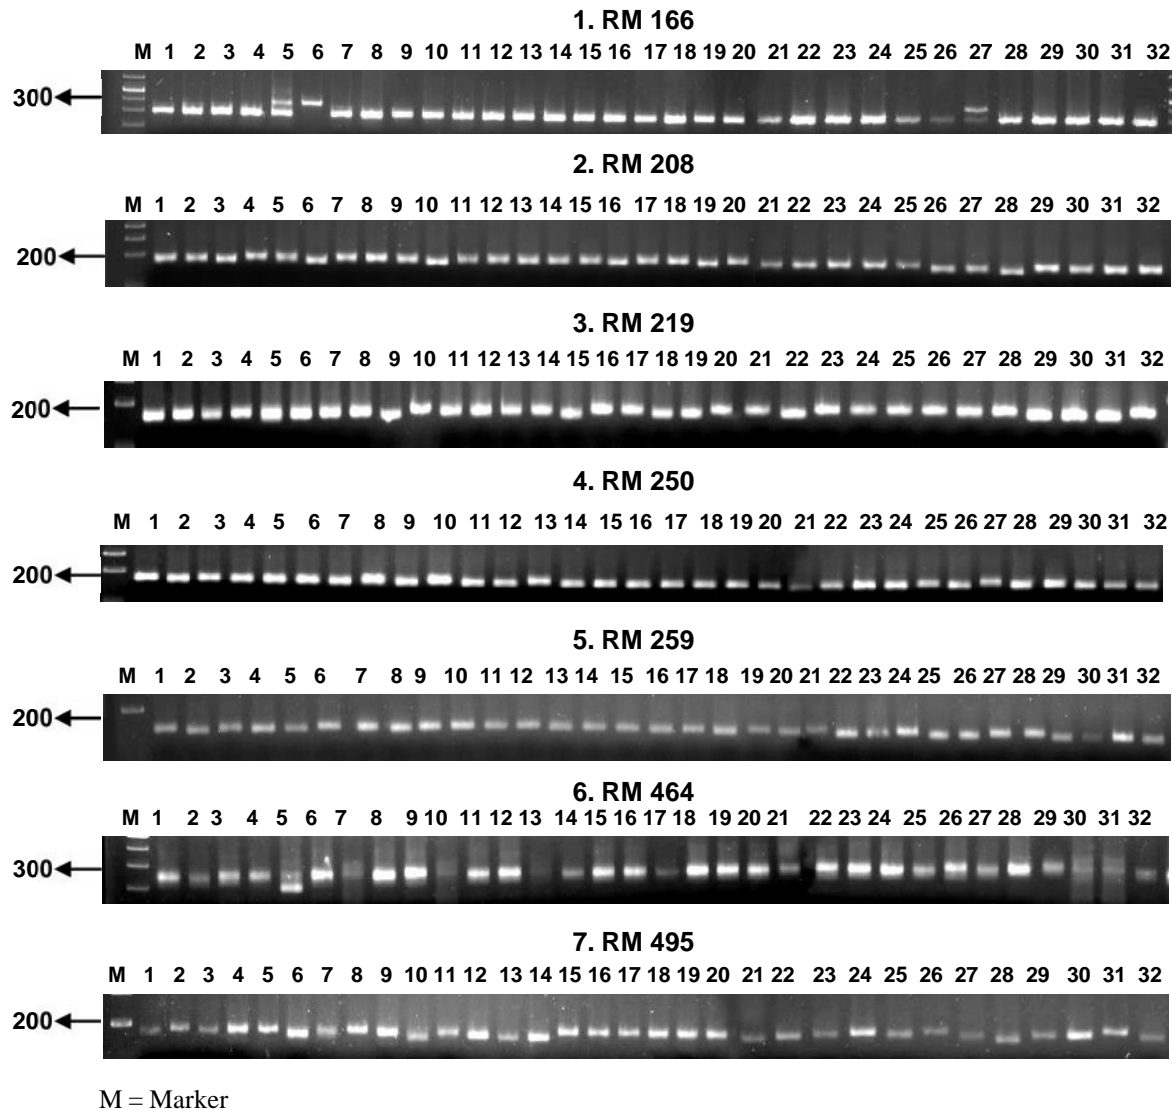 1. RM 166
M 1 2 3 4 5 6 7 8 9 10 11 12 13 14 15 16 17 18 19 20 21 22 23 24 25 26 27 28 29 30 31 32
300
2. RM 208
M 1 2 3 4 5 6 7 8 9 10 11 12 13 14 15 16 17 18 19 20 21 22 23 24 25 26 27 28 29 30 31 32
200
3. RM 219
M 1 2 3 4 5 6 7 8 9 10 11 12 13 14 15 16 17 18 19 20 21 22 23 24 25 26 27 28 29 30 31 32
200
4. RM 250
M 1 2 3 4 5 6 7 8 9 10 11 12 13 14 15 16 17 18 19 20 21 22 23 24 25 26 27 28 29 30 31 32
200
5. RM 259
M 1 2 3 4 5 6 7 8 9 10 11 12 13 14 15 16 17 18 19 20 21 22 23 24 25 26 27 28 29 30 31 32
200
6. RM 464
M 1 2 3 4 5 6 7 8 9 10 11 12 13 14 15 16 17 18 19 20 21 22 23 24 25 26 27 28 29 30 31 32
300
7. RM 495
M 1 2 3 4 5 6 7 8 9 10 11 12 13 14 15 16 17 18 19 20 21 22 23 24 25 26 27 28 29 30 31 32
200
M = Marker